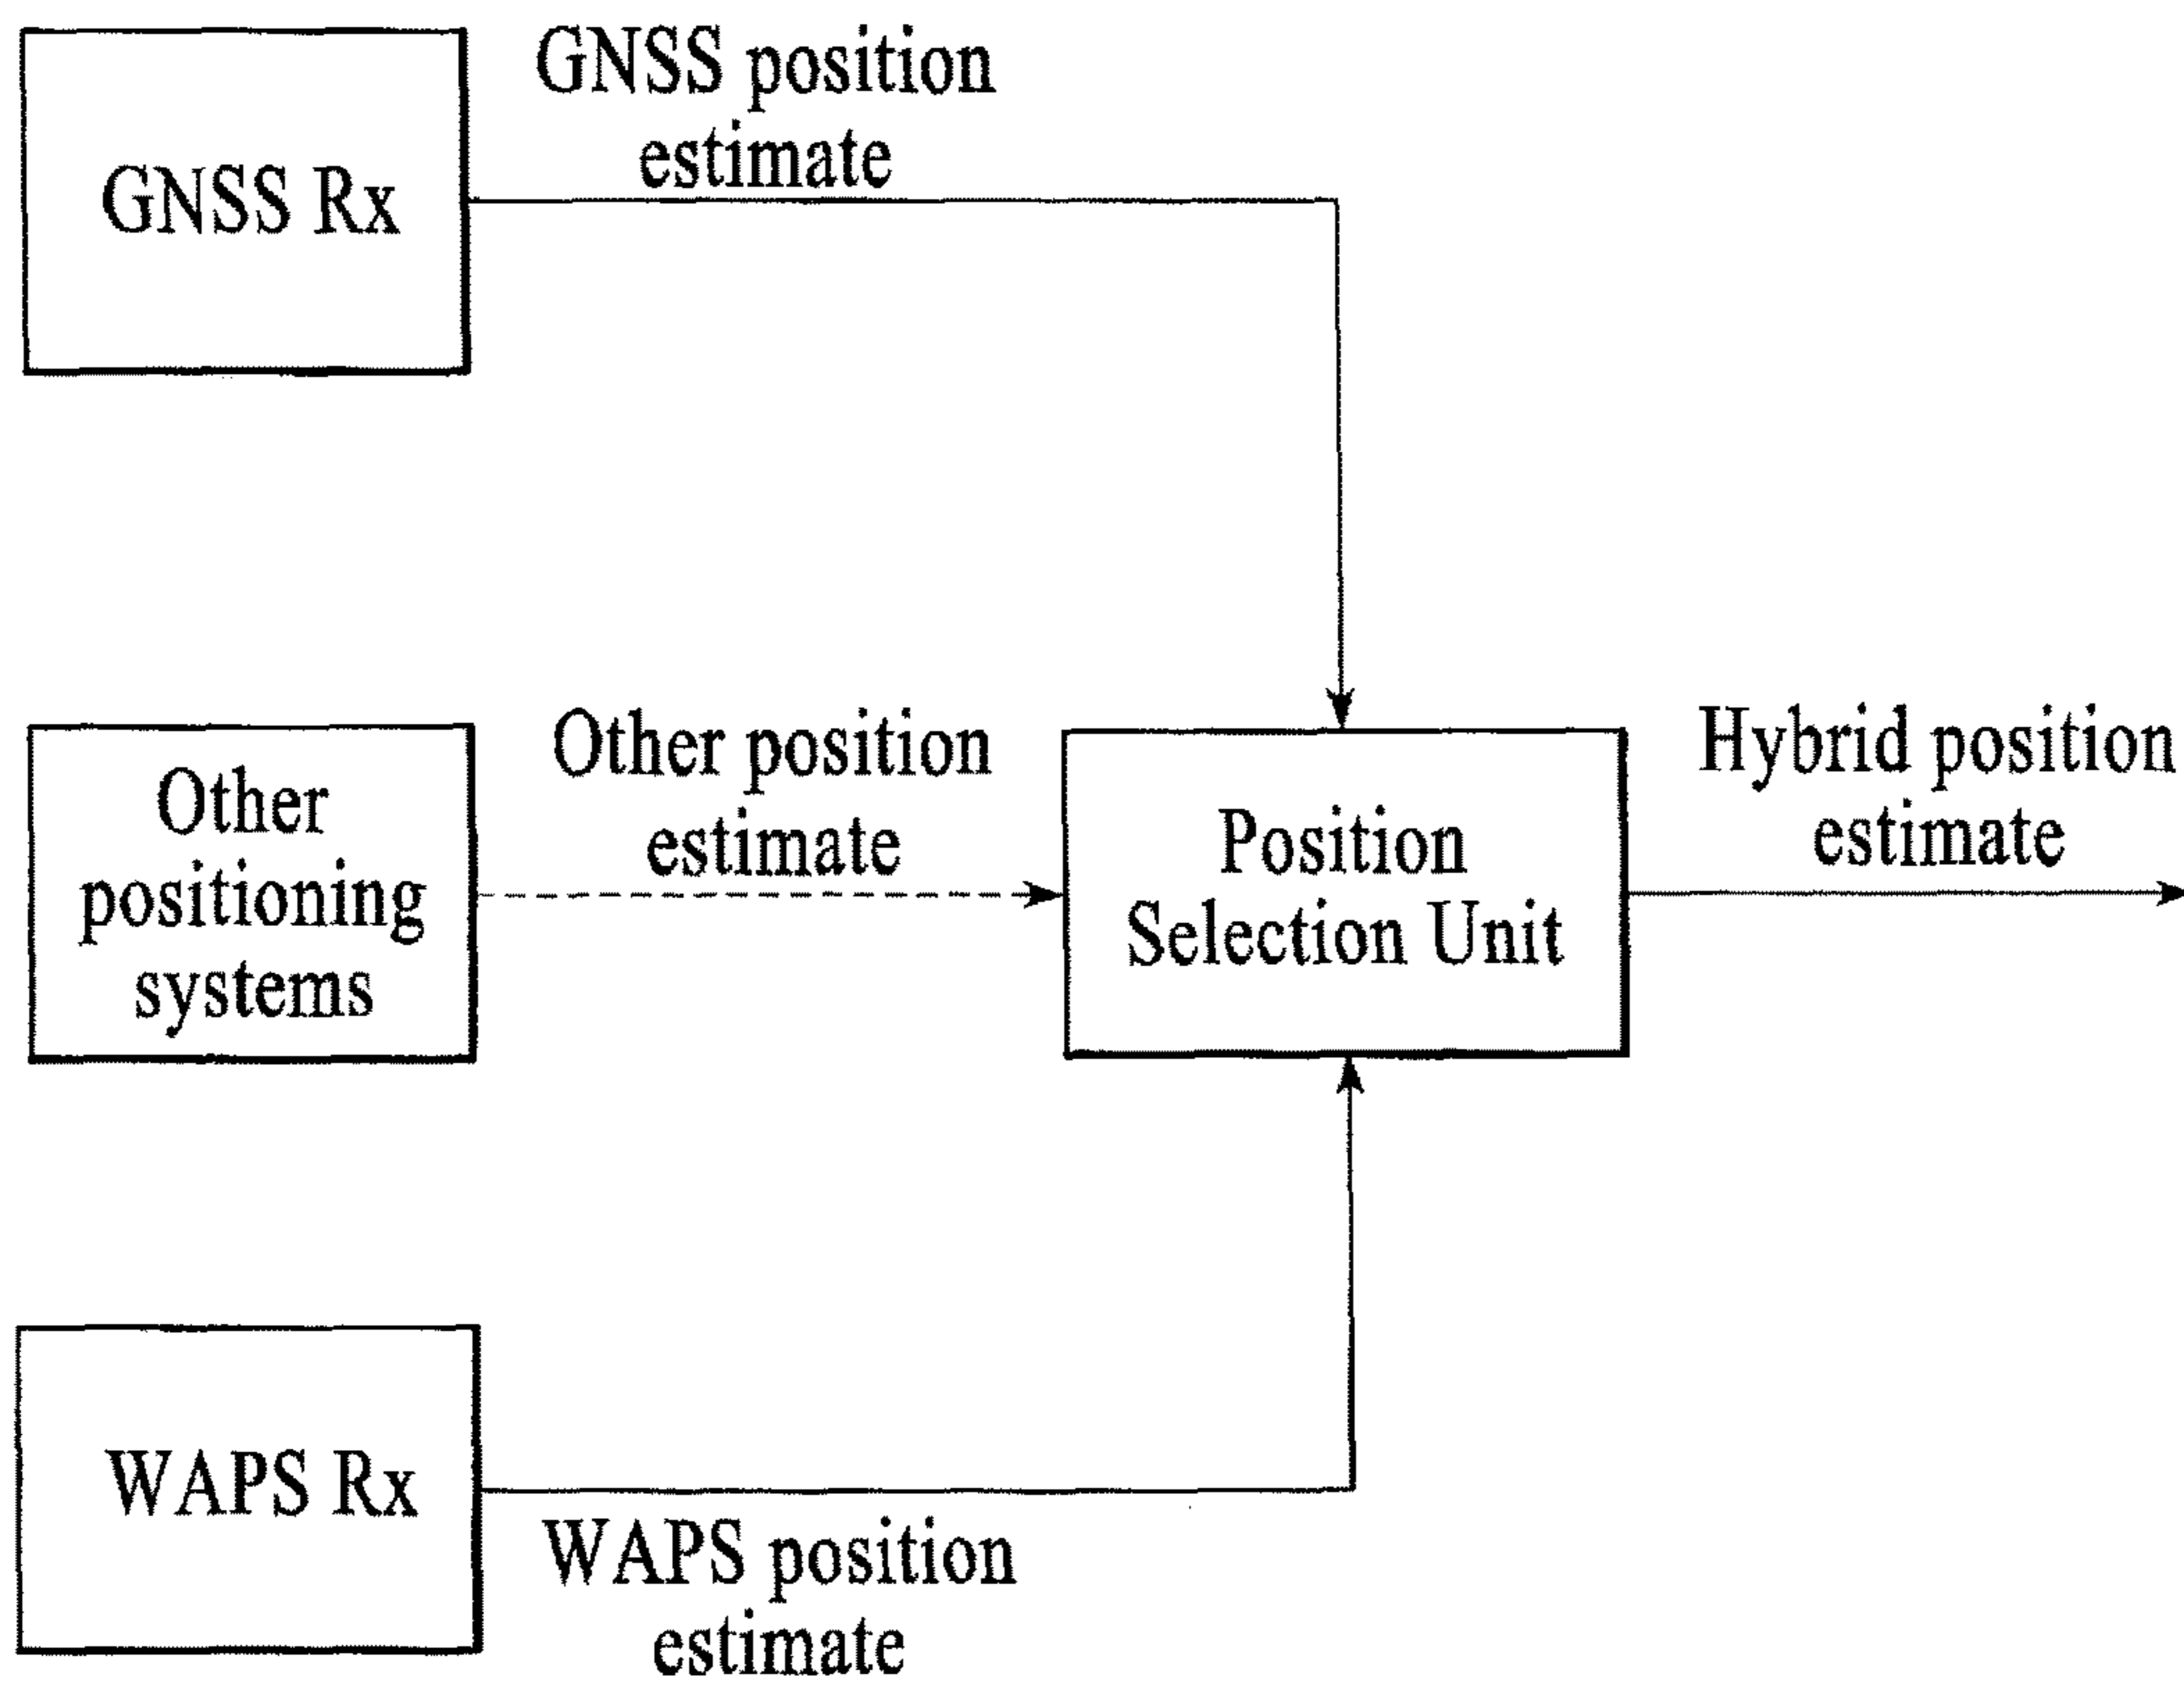 GNSS position
estimate
GNSS Rx
Other
positioning
systems
Other position
estimate
Position
Selection Unit
Hybrid position
estimate
WAPS Rx
WAPS position
estimate